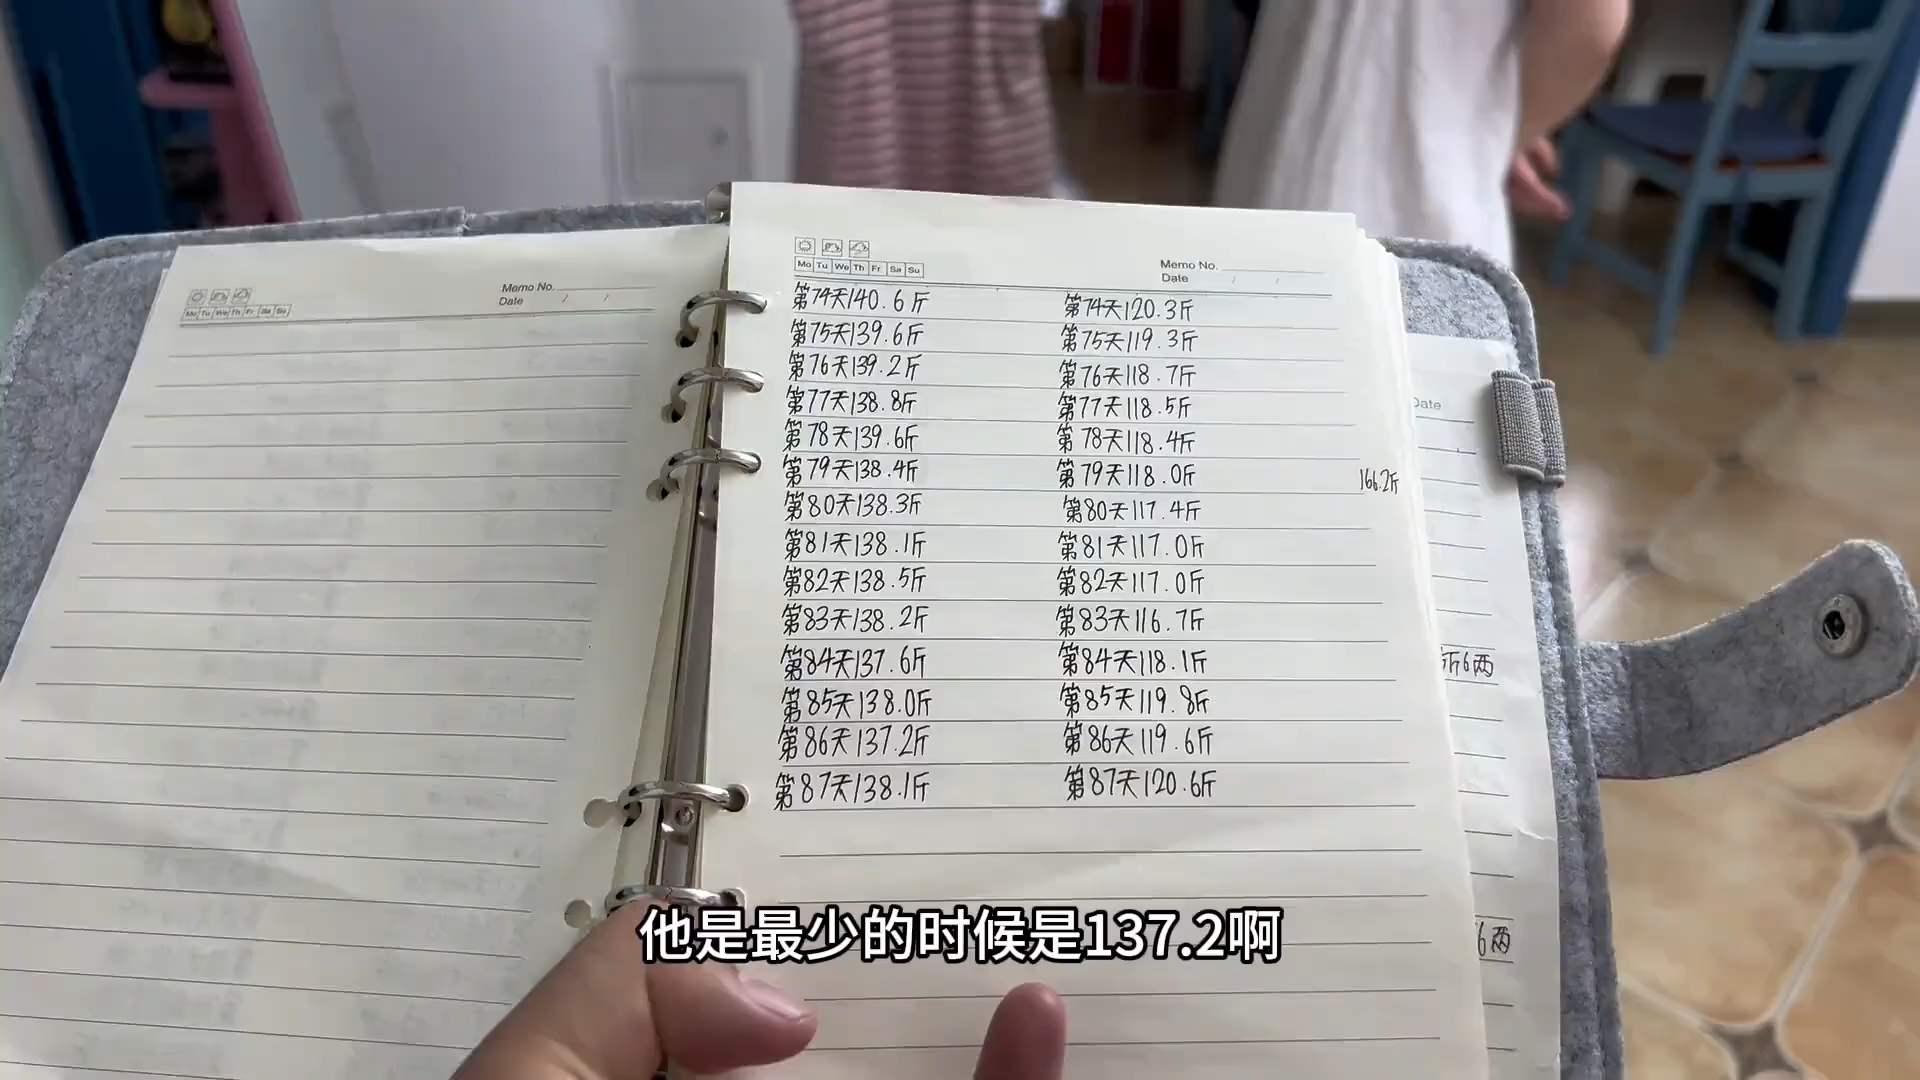 Memo No.
Date / /
Mo Tu We Th Fr Sa Su
Memo No.
Date / /
Mo Tu We Th Fr Sa Su
第74天140.6斤 第74天120.3斤
第75天139.6斤 第75天119.3斤
第76天139.2斤 第76天118.7斤
第77天138.8斤 第77天118.5斤
第78天139.6斤 第78天118.4斤
第79天138.4斤 第79天118.0斤
第80天138.3斤 第80天117.4斤
第81天138.1斤 第81天117.0斤
第82天138.5斤 第82天117.0斤
第83天138.2斤 第83天116.7斤
第84天137.6斤 第84天118.1斤
第85天138.0斤 第85天119.8斤
第86天137.2斤 第86天119.6斤
第87天138.1斤 第87天120.6斤
Date
166.2斤
斤6两
6两
他是最少的时候是137.2啊